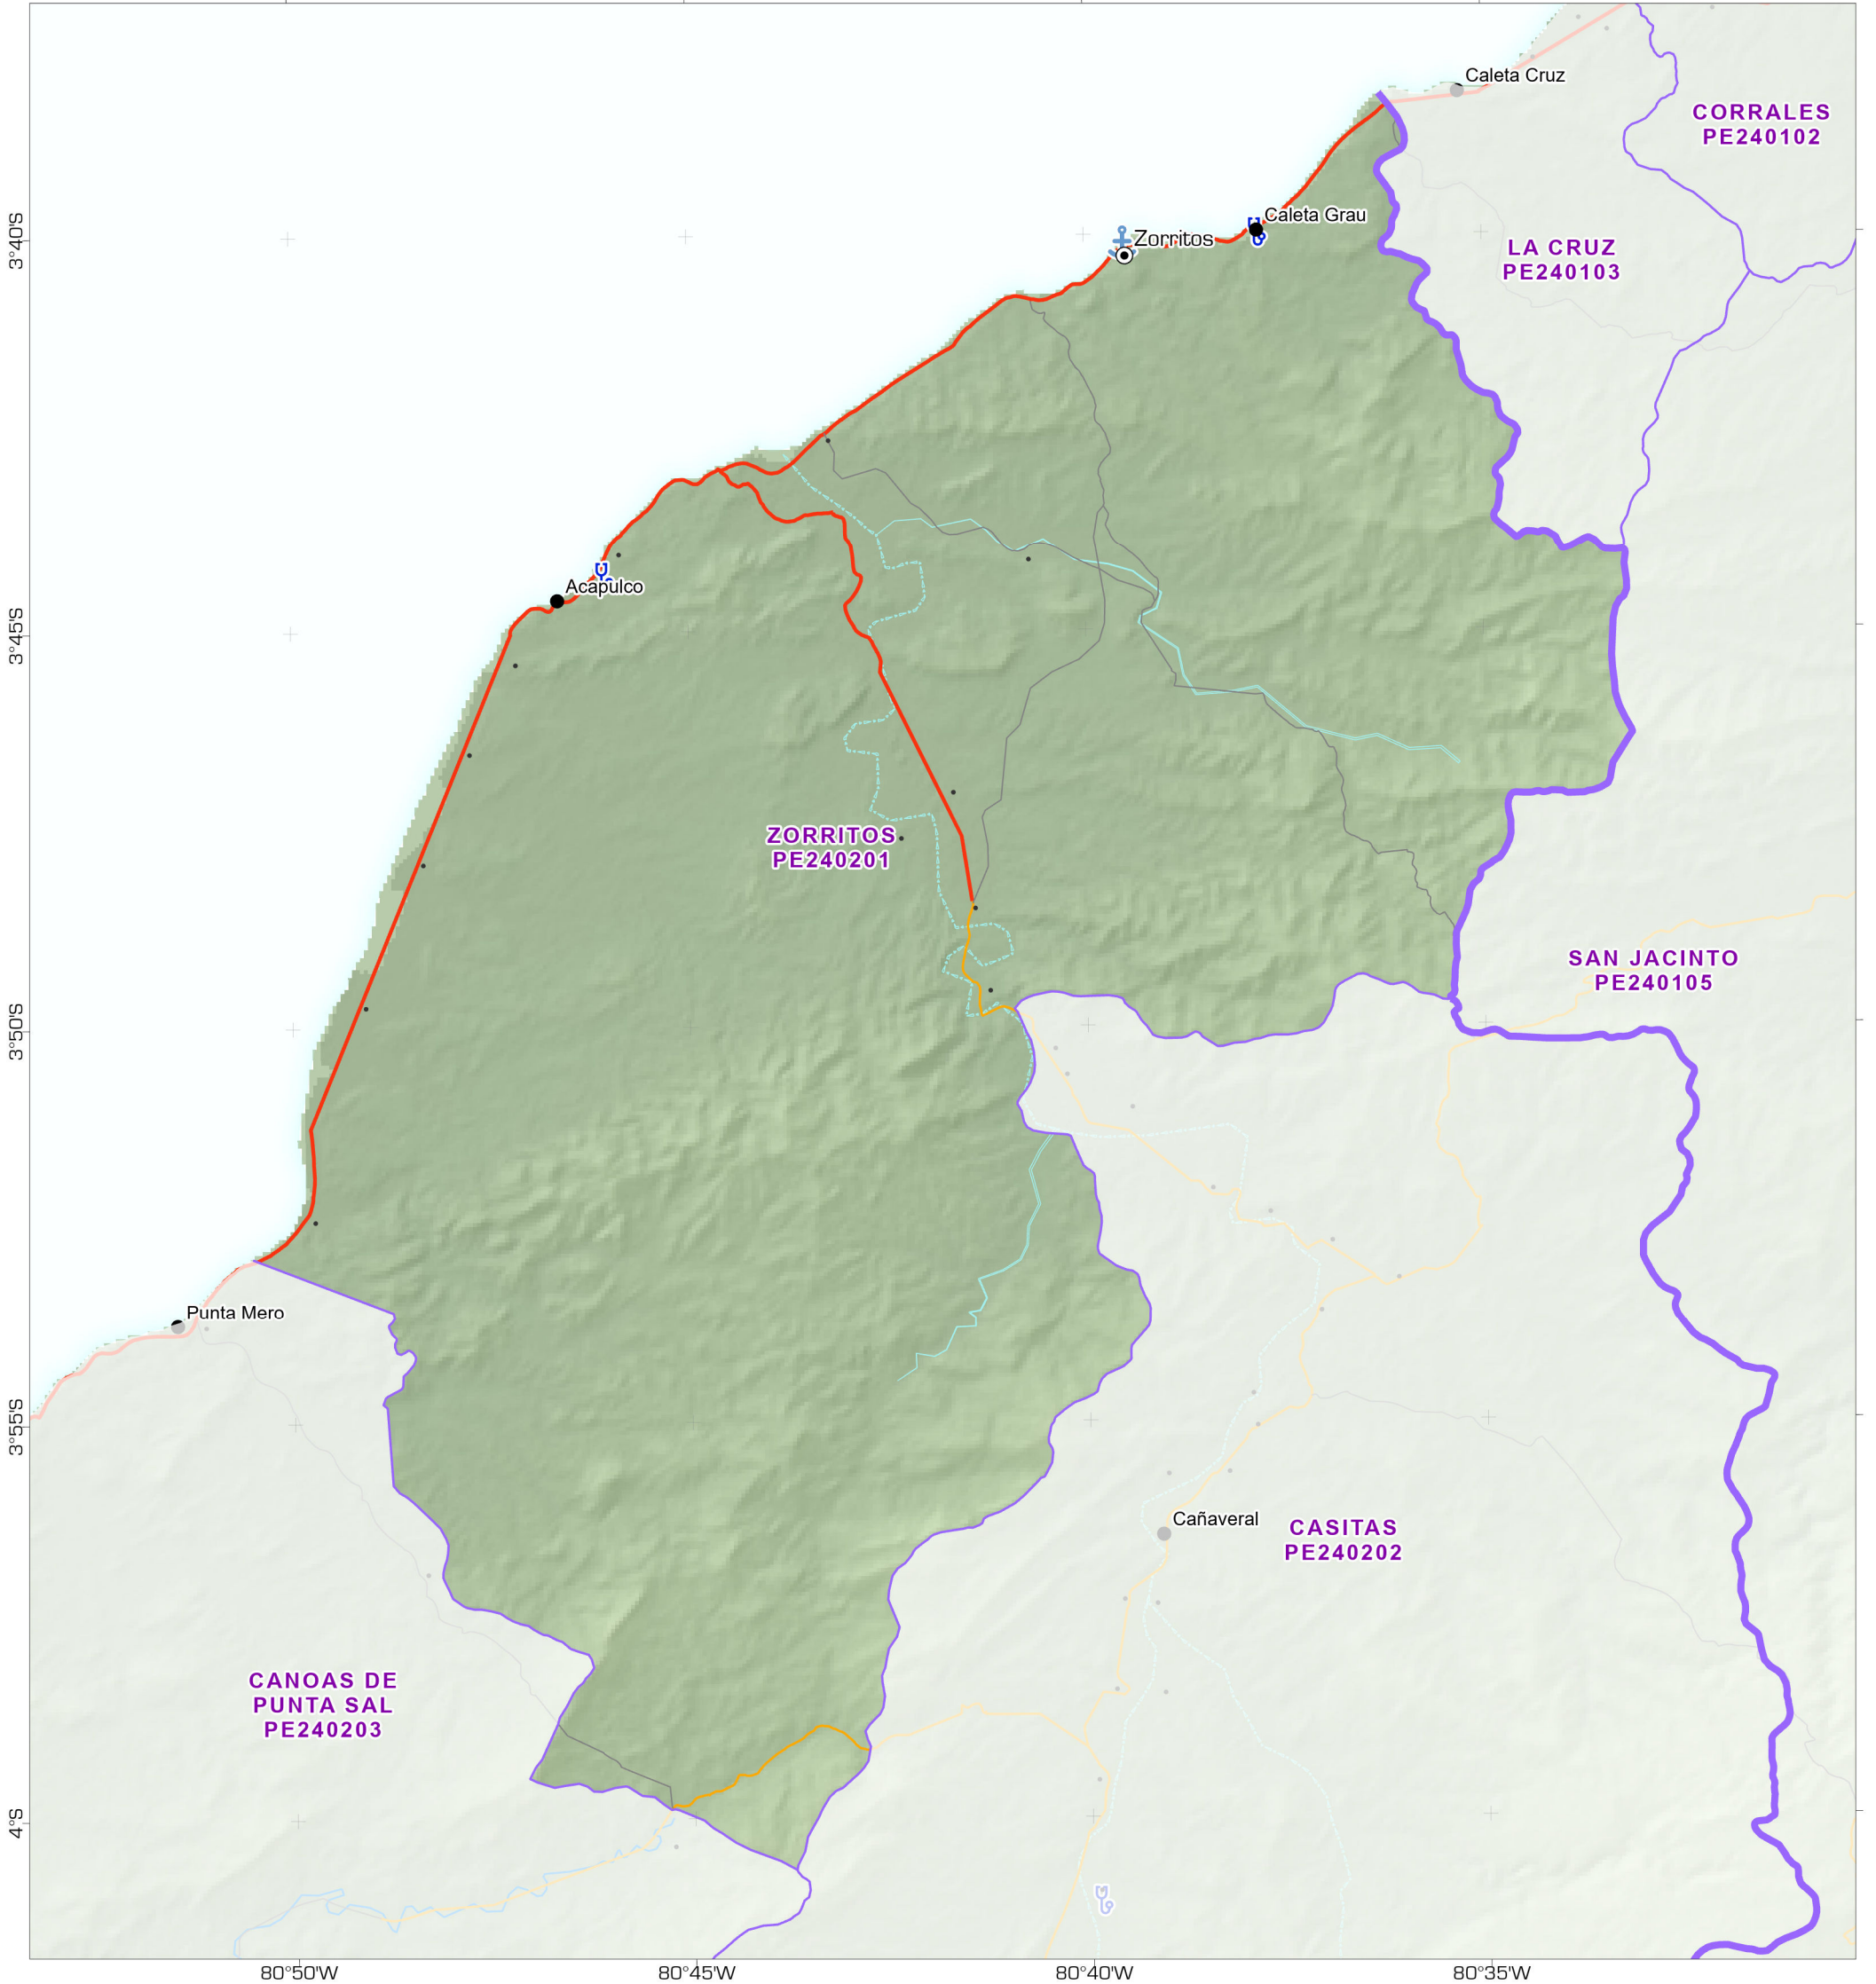 Caleta Cruz
CORRALES
PE240102
Caleta Grau
Zorritos
LA CRUZ
PE240103
3°40'S
Acapulco
3°45'S
ZORRITOS
PE240201
SAN JACINTO
PE240105
3°50'S
Punta Mero
3°55'S
Cañaveral
CASITAS
PE240202
CANOAS DE
PUNTA SAL
PE240203
4°S
80°50'W
80°45'W
80°40'W
80°35'W